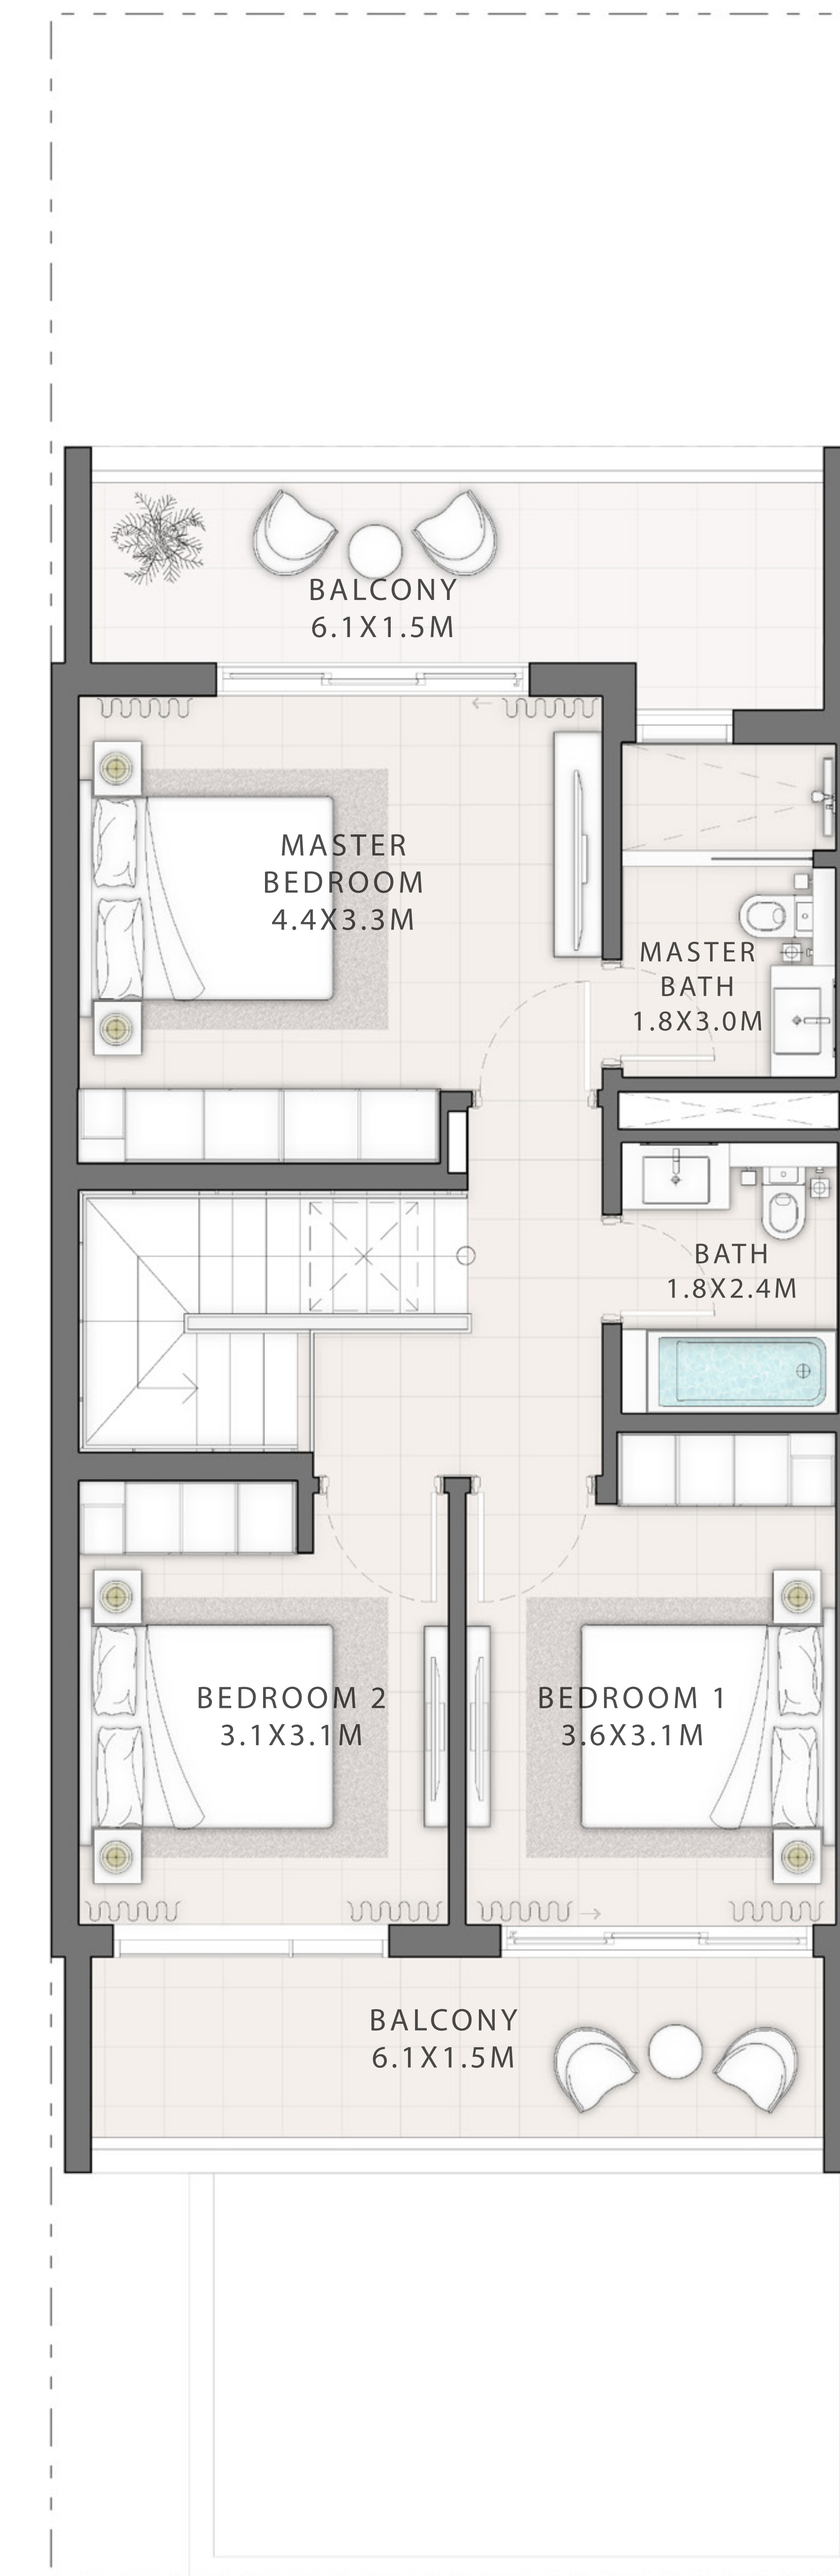 BALCONY
6.1X1.5M
MASTER
BEDROOM
4.4X3.3M
MASTER
BATH
1.8X3.0M
BATH
1.8X2.4M
BEDROOM 2
3.1X3.1M
BEDROOM 1
3.6X3.1M
BALCONY
6.1X1.5M